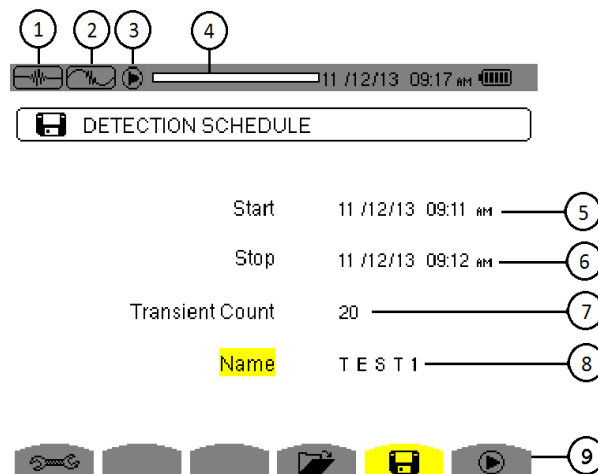 1 2 3 4
11 /12/13 09:17 AM
DETECTION SCHEDULE
Start 11 /12/13 09:11 AM 5
Stop 11 /12/13 09:12 AM 6
Transient Count 20 7
Name T E S T 1 8
9